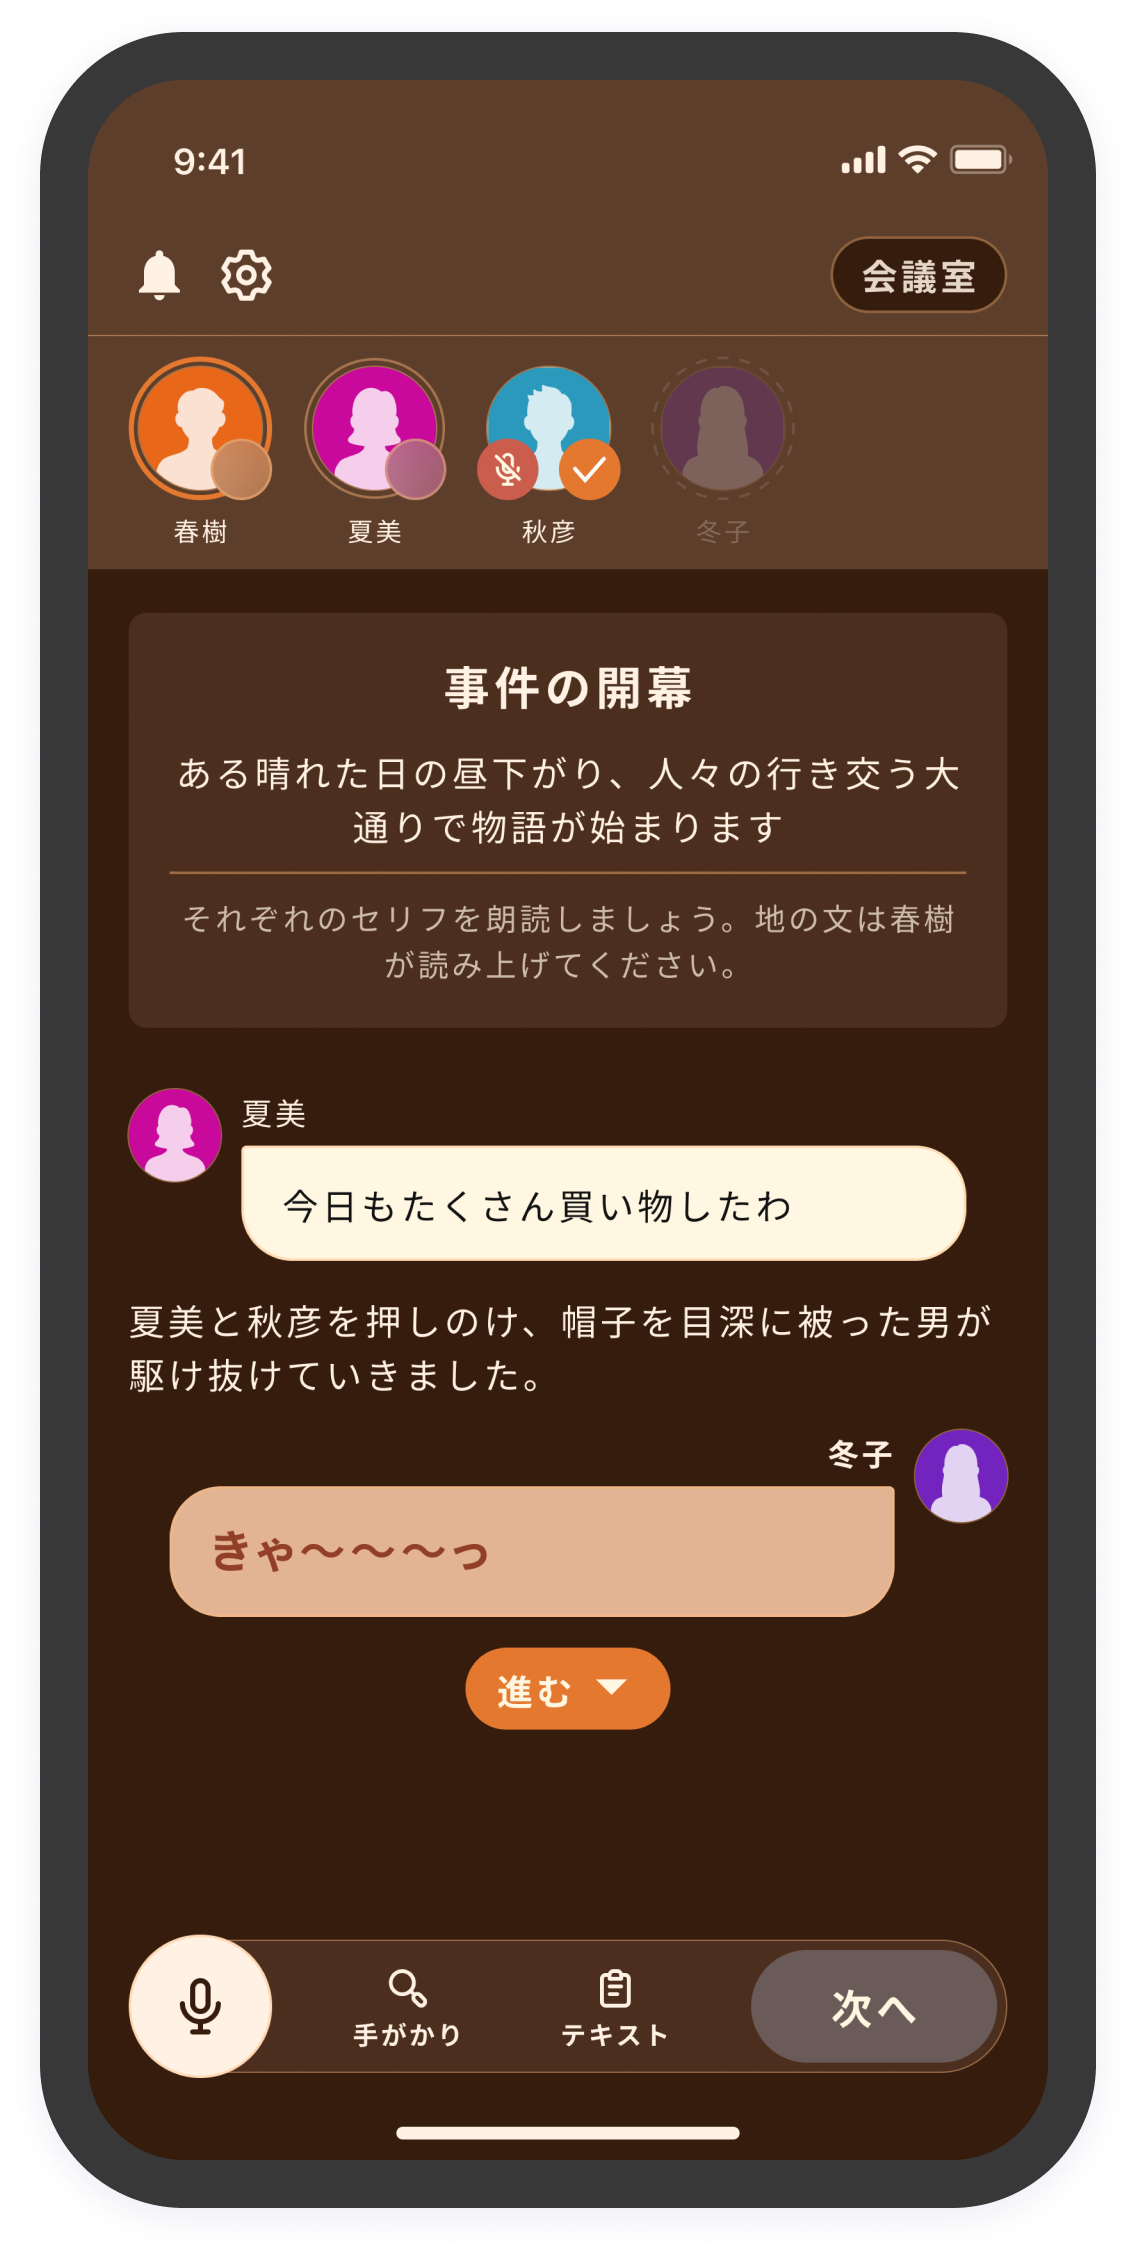 9:41
会議室
春樹
夏美
秋彦
冬子
事件の開幕
ある晴れた日の昼下がり、人々の行き交う大
通りで物語が始まります
それぞれのセリフを朗読しましょう。地の文は春樹
が読み上げてください。
夏美
今日もたくさん買い物したわ
夏美と秋彦を押しのけ、帽子を目深に被った男が
駆け抜けていきました。
冬子
きゃ〜〜〜っ
進む
手がかり
テキスト
次へ